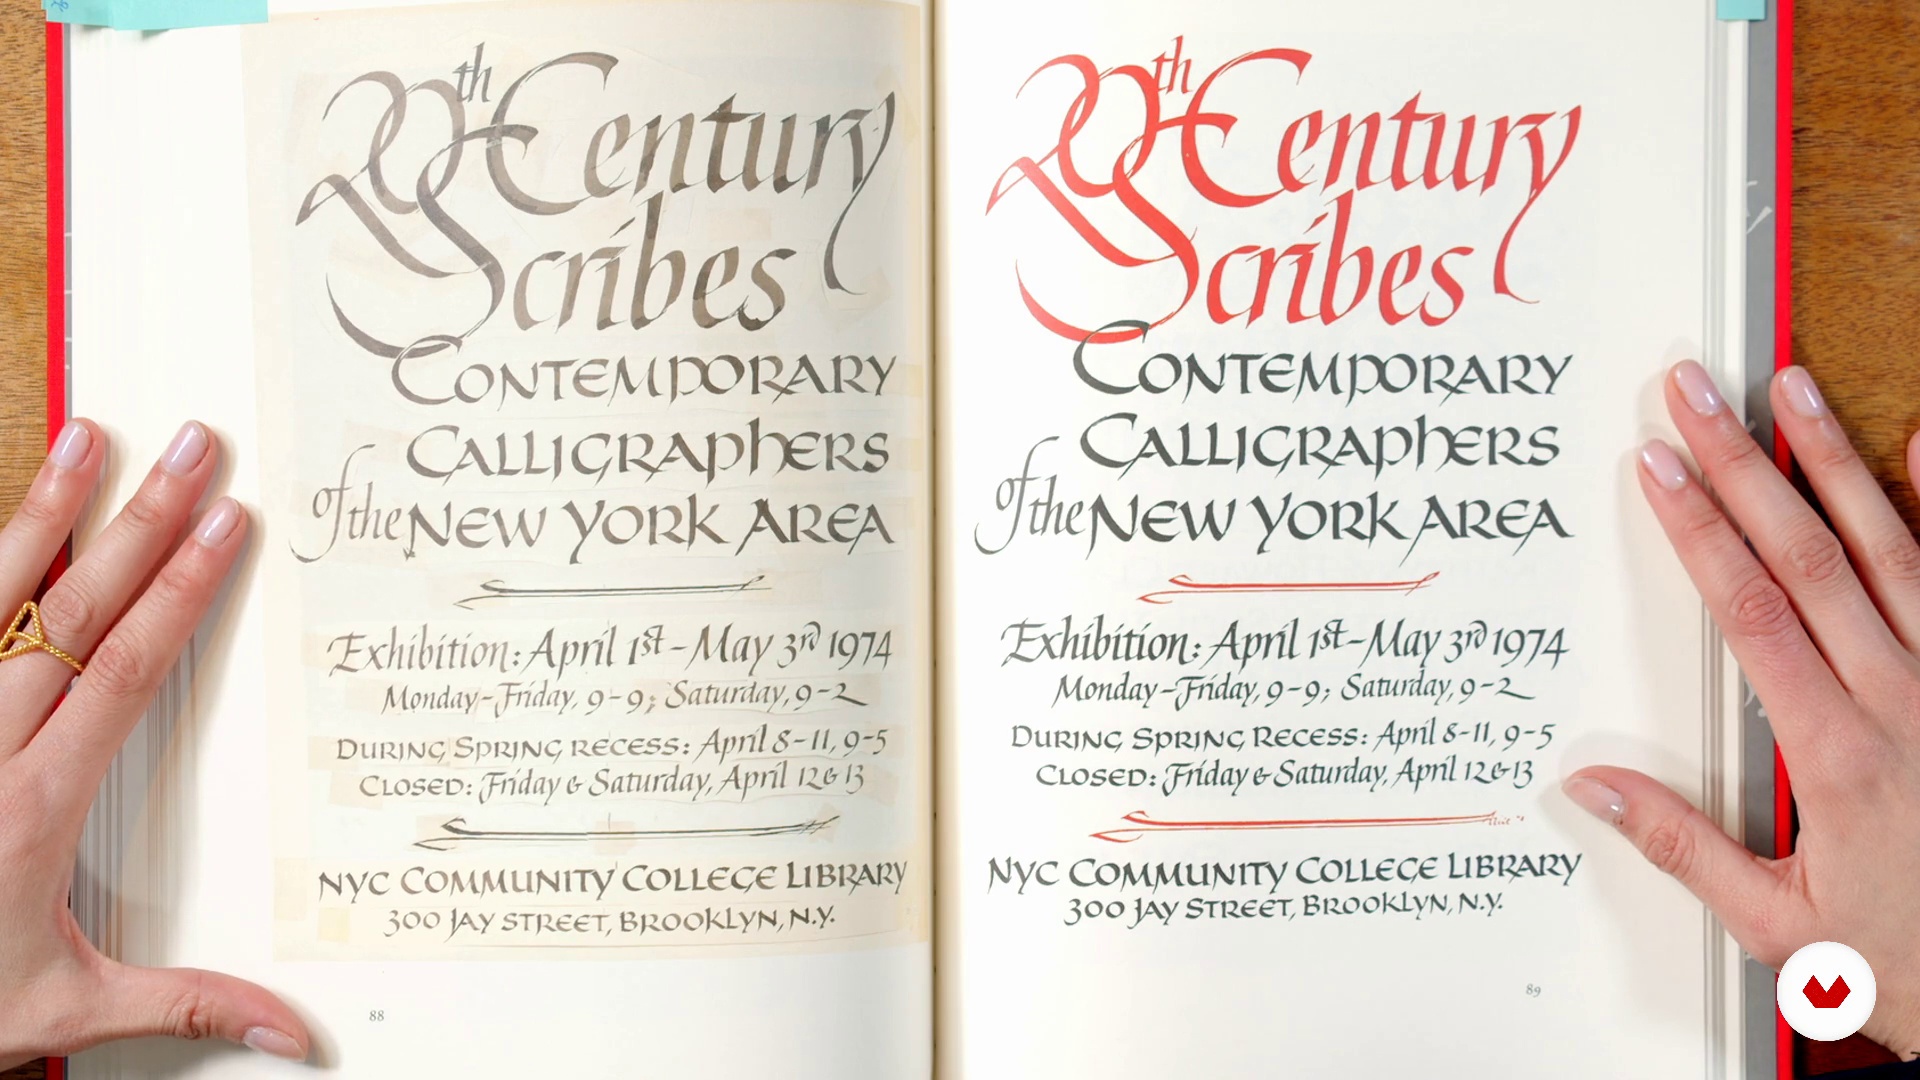 20th Century
Scribes
CONTEMPORARY
CALLIGRAPHERS
of the NEW YORK AREA
Exhibition: April 1st - May 3rd 1974
Monday-Friday, 9-9; Saturday, 9-2
DURING SPRING RECESS: April 8-11, 9-5
CLOSED: Friday & Saturday, April 12 & 13
NYC COMMUNITY COLLEGE LIBRARY
300 JAY STREET, BROOKLYN, N.Y.
88
20th Century
Scribes
CONTEMPORARY
CALLIGRAPHERS
of the NEW YORK AREA
Exhibition: April 1st - May 3rd 1974
Monday-Friday, 9-9; Saturday, 9-2
DURING SPRING RECESS: April 8-11, 9-5
CLOSED: Friday & Saturday, April 12 & 13
NYC COMMUNITY COLLEGE LIBRARY
300 JAY STREET, BROOKLYN, N.Y.
89